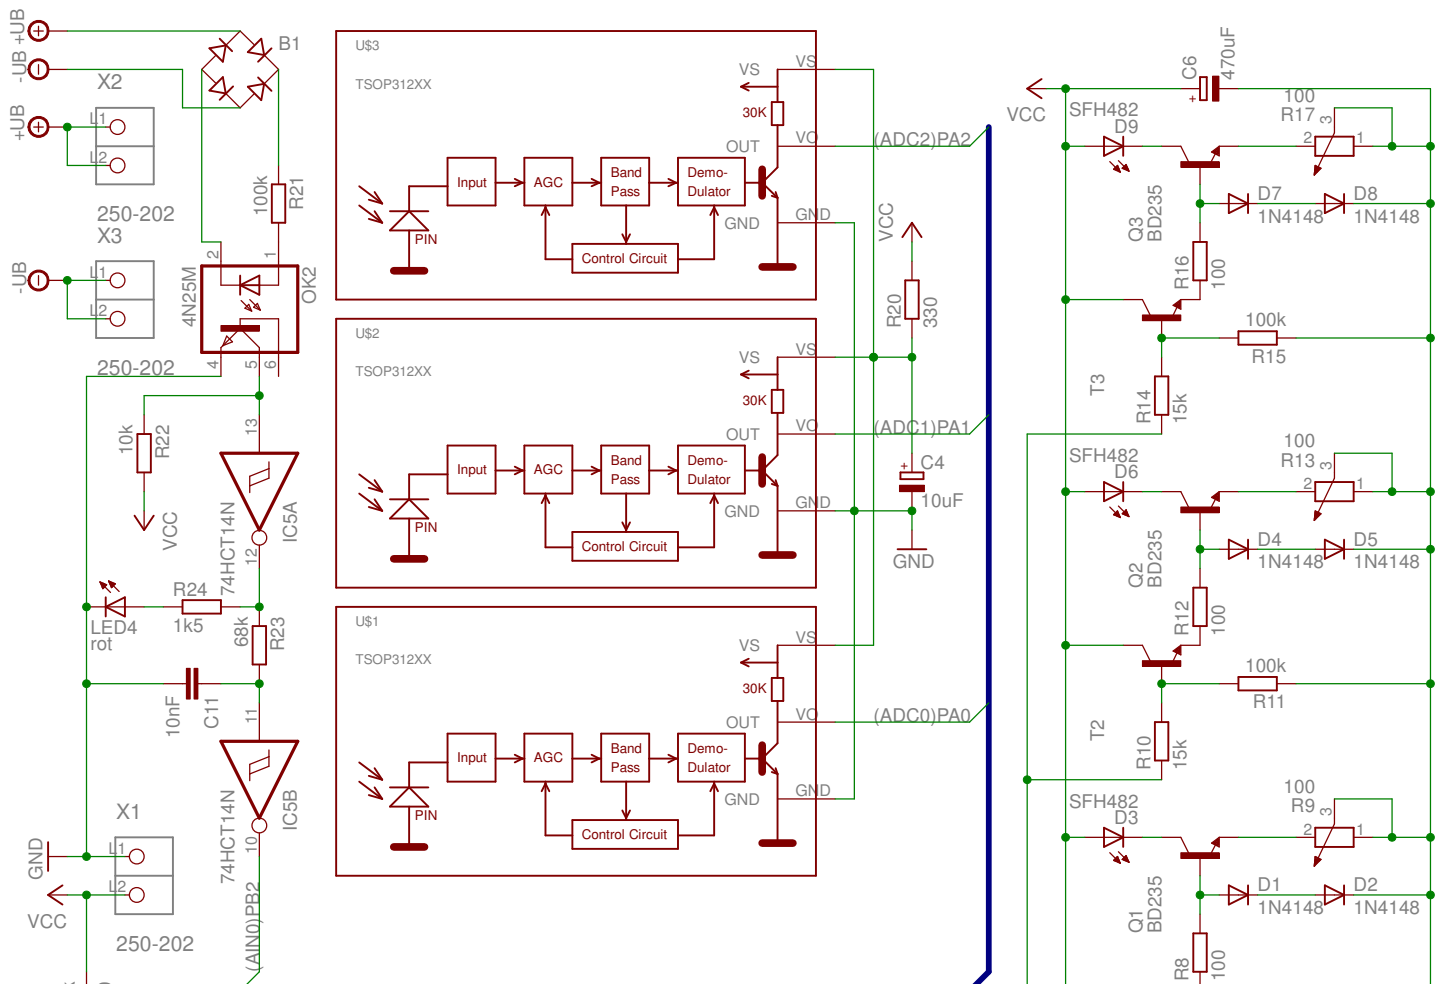 +UB
-UB
B1
X2
+UB
L1
L2
250-202
X3
-UB
L1
L2
250-202
100k
R21
2
1
4N25M
OK2
4
5
6
10k
R22
VCC
13
74HCT14N
IC5A
12
R24
1k5
LED4
rot
68k
R23
10nF
C11
11
74HCT14N
IC5B
10
X1
GND
L1
L2
VCC
250-202
(AIN0)PB2
U$3
TSOP312XX
VS
VS
30K
VO
OUT
(ADC2)PA2
Input
AGC
Band
Pass
Demo-
Dulator
GND
GND
PIN
Control Circuit
U$2
TSOP312XX
VS
VS
30K
VO
OUT
(ADC1)PA1
Input
AGC
Band
Pass
Demo-
Dulator
GND
GND
PIN
Control Circuit
U$1
TSOP312XX
VS
VS
30K
VO
OUT
(ADC0)PA0
Input
AGC
Band
Pass
Demo-
Dulator
GND
GND
PIN
Control Circuit
VCC
R20
330
C4
+
10uF
GND
C6
470uF
+
VCC
SFH482
D9
100
R17
3
2
1
Q3
BD235
D7
1N4148
D8
1N4148
R16
100
100k
R15
T3
R14
15k
SFH482
D6
100
R13
3
2
1
Q2
BD235
D4
1N4148
D5
1N4148
R12
100
100k
R11
T2
R10
15k
SFH482
D3
100
R9
3
2
1
Q1
BD235
D1
1N4148
D2
1N4148
R8
100